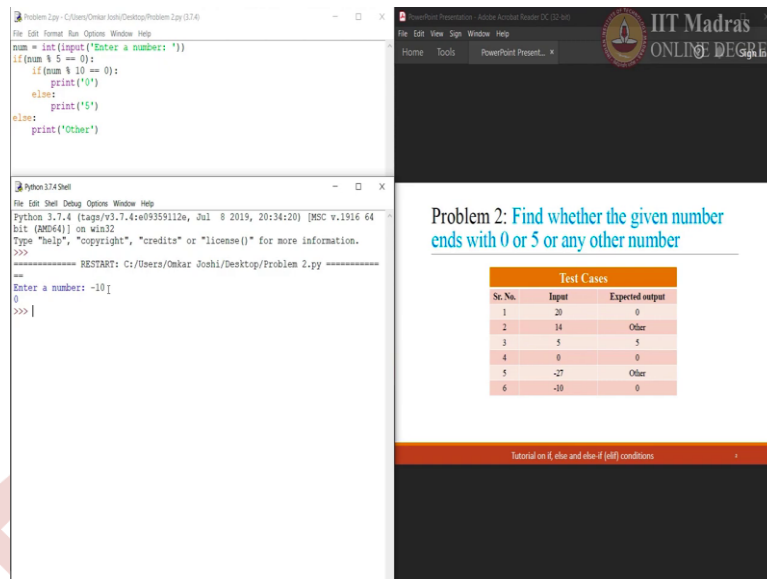 Problem 2.py - C:/Users/Omkar Joshi/Desktop/Problem 2.py (3.7.4)
File Edit Format Run Options Window Help
num = int(input('Enter a number: '))
if(num % 5 == 0):
    if(num % 10 == 0):
        print('0')
    else:
        print('5')
else:
    print('Other')
Python 3.7.4 Shell
File Edit Shell Debug Options Window Help
Python 3.7.4 (tags/v3.7.4:e09359112e, Jul 8 2019, 20:34:20) [MSC v.1916 64
bit (AMD64)] on win32
Type "help", "copyright", "credits" or "license()" for more information.
>>>
============= RESTART: C:/Users/Omkar Joshi/Desktop/Problem 2.py ===========
==
Enter a number: -10
0
>>>
PowerPoint Presentation - Adobe Acrobat Reader DC (32-bit)
File Edit View Sign Window Help
Home Tools PowerPoint Present... ×
Sign In
IIT Madras
ONLINE DEGREE
Problem 2: Find whether the given number
ends with 0 or 5 or any other number
Test Cases
Sr. No. Input Expected output
1 20 0
2 14 Other
3 5 5
4 0 0
5 -27 Other
6 -10 0
Tutorial on if, else and else-if (elif) conditions